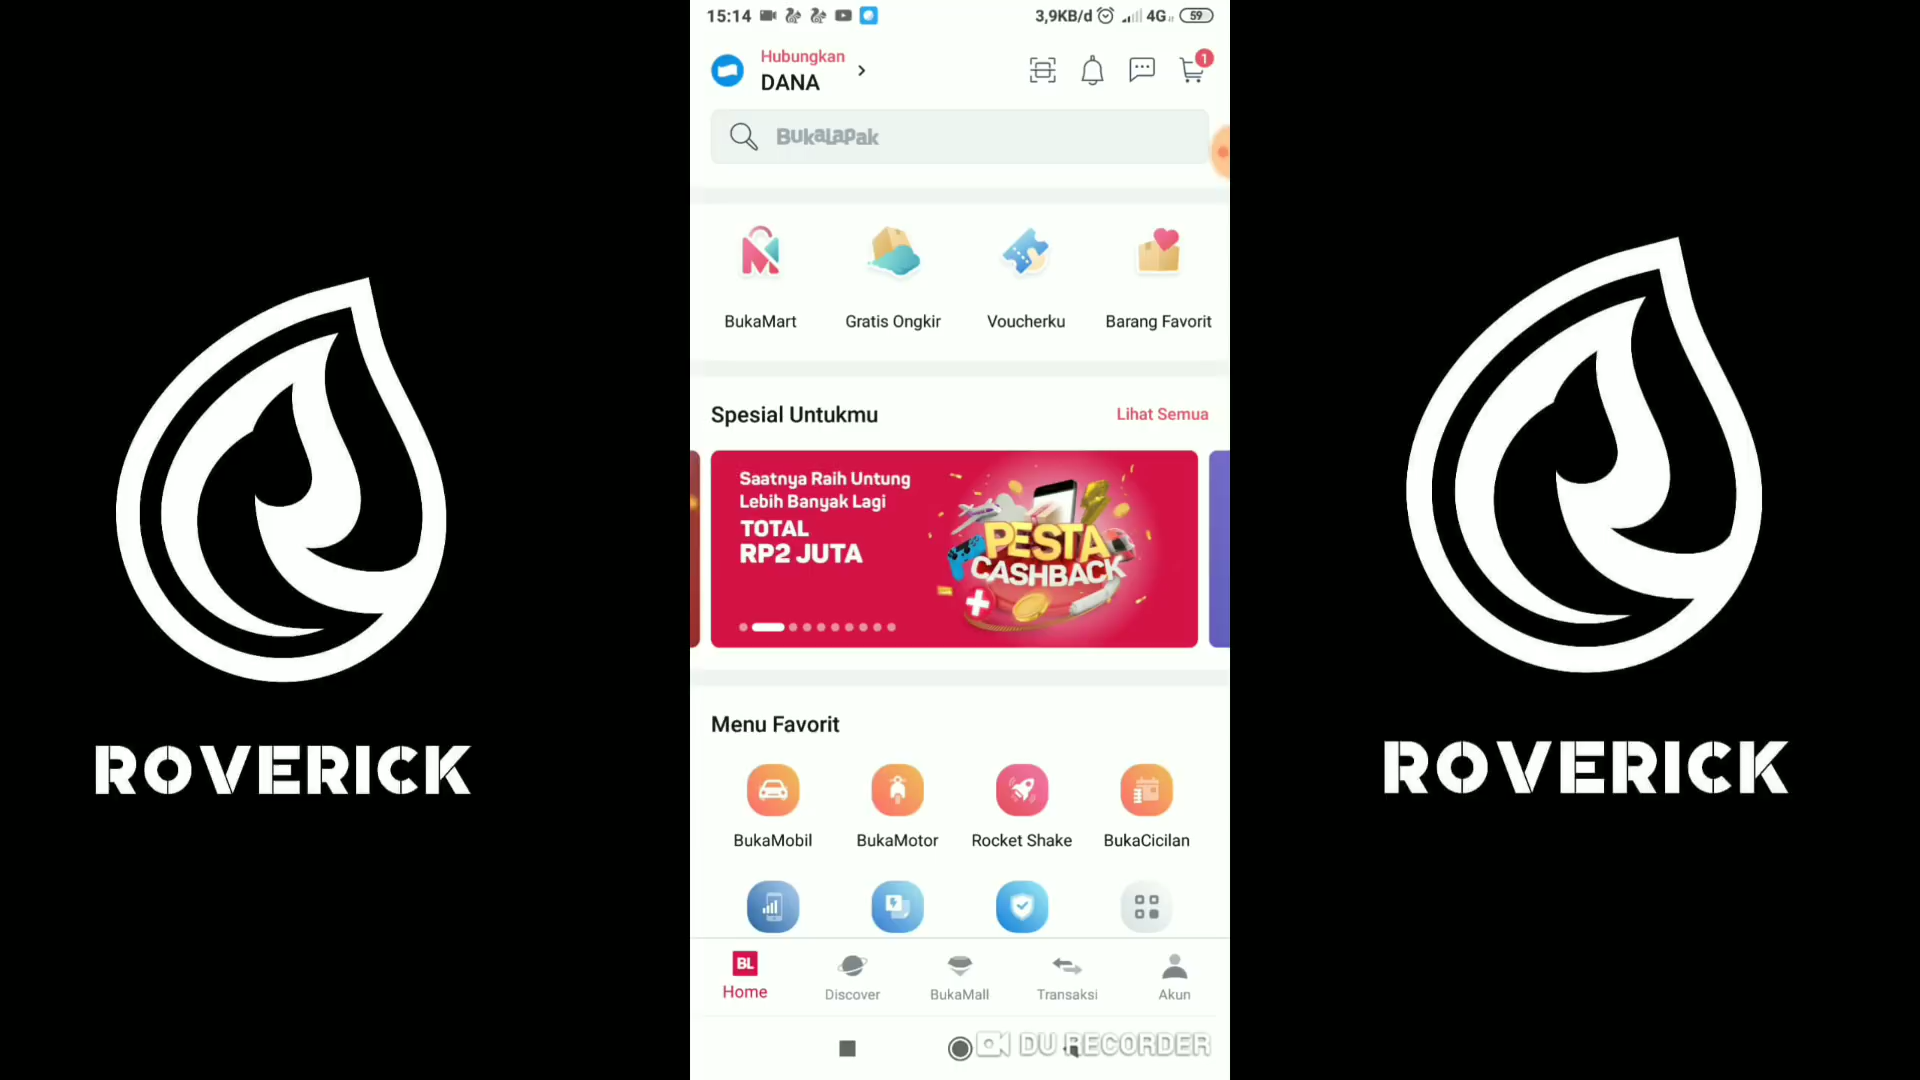 15:14
3,9KB/d
4G
59
Hubungkan
DANA
1
BukaLapak
BukaMart
Gratis Ongkir
Voucherku
Barang Favorit
Spesial Untukmu
Lihat Semua
Saatnya Raih Untung
Lebih Banyak Lagi
TOTAL
RP2 JUTA
PESTA
CASHBACK
Menu Favorit
BukaMobil
BukaMotor
Rocket Shake
BukaCicilan
BL
Home
Discover
BukaMall
Transaksi
Akun
DU RECORDER
ROVERICK
ROVERICK